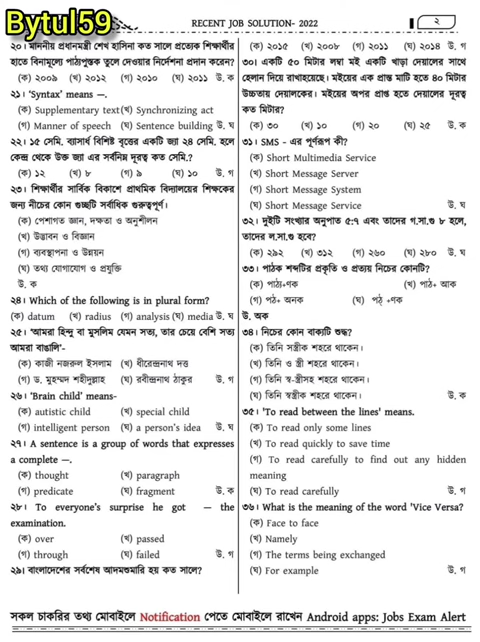 Bytul59
RECENT JOB SOLUTION- 2022
২
২০। মাননীয় প্রধানমন্ত্রী শেখ হাসিনা কত সালে প্রত্যেক শিক্ষার্থীর
হাতে বিনামূল্যে পাঠ্যপুস্তক তুলে দেওয়ার নির্দেশনা প্রদান করেন?
(ক) ২০০৯ (খ) ২০১২ (গ) ২০১০ (ঘ) ২০১১ উ. ক
২১। 'Syntax' means —.
(ক) Supplementary text (খ) Synchronizing act
(গ) Manner of speech (ঘ) Sentence building উ. ঘ
২২। ১৫ সেমি. ব্যাসার্ধ বিশিষ্ট বৃত্তের একটি জ্যা ২৪ সেমি. হলে
কেন্দ্র থেকে উক্ত জ্যা এর সর্বনিম্ন দূরত্ব কত সেমি.?
(ক) ১২ (খ) ৮ (গ) ৯ (ঘ) ১০ উ. গ
২৩। শিক্ষার্থীর সার্বিক বিকাশে প্রাথমিক বিদ্যালয়ের শিক্ষকের
জন্য নীচের কোন গুচ্ছটি সর্বাধিক গুরুত্বপূর্ণ।
(ক) পেশাগত জ্ঞান, দক্ষতা ও অনুশীলন
(খ) উদ্ভাবন ও বিজ্ঞান
(গ) ব্যবস্থাপনা ও উন্নয়ন
(ঘ) তথ্য যোগাযোগ ও প্রযুক্তি
উ. ক
২৪। Which of the following is in plural form?
(ক) datum (খ) radius (গ) analysis (ঘ) media উ. ঘ
২৫। 'আমরা হিন্দু বা মুসলিম যেমন সত্য, তার চেয়ে বেশি সত্য
আমরা বাঙালি'-
(ক) কাজী নজরুল ইসলাম (খ) ধীরেন্দ্রনাথ দত্ত
(গ) ড. মুহম্মদ শহীদুল্লাহ (ঘ) রবীন্দ্রনাথ ঠাকুর উ. গ
২৬। 'Brain child' means-
(ক) autistic child (খ) special child
(গ) intelligent person (ঘ) a person's idea উ. ঘ
২৭। A sentence is a group of words that expresses
a complete —.
(ক) thought (খ) paragraph
(গ) predicate (ঘ) fragment উ. ক
২৮। To everyone's surprise he got — the
examination.
(ক) over (খ) passed
(গ) through (ঘ) failed উ. গ
২৯। বাংলাদেশের সর্বশেষ আদমশুমারি হয় কত সালে?
(ক) ২০১৫ (খ) ২০০৮ (গ) ২০১১ (ঘ) ২০১৪ উ. গ
৩০। একটি ৫০ মিটার লম্বা মই একটি খাড়া দেয়ালের সাথে
হেলান দিয়ে রাখাহয়েছে। মইয়ের এক প্রান্ত মাটি হতে ৪০ মিটার
উচ্চতায় দেয়ালকের। মইয়ের অপর প্রাপ্ত হতে দেয়ালের দূরত্ব
কত মিটার?
(ক) ৩০ (খ) ১০ (গ) ২০ (ঘ) ২৫ উ. ক
৩১। SMS - এর পূর্ণরূপ কী?
(ক) Short Multimedia Service
(খ) Short Message Server
(গ) Short Message System
(ঘ) Short Message Service উ. ঘ
৩২। দুইটি সংখ্যার অনুপাত ৫:৭ এবং তাদের গ.সা.গু ৮ হলে,
তাদের ল.সা.গু হবে?
(ক) ২৯২ (খ) ৩১২ (গ) ২৬০ (ঘ) ২৮০ উ. ঘ
৩৩। পাঠক শব্দটির প্রকৃতি ও প্রত্যয় নিচের কোনটি?
(ক) পাঠ্য+ণক (খ) পাঠ+ আক
(গ) পঠ+ অনক (ঘ) পঠ্ +ণক
উ. অক
৩৪। নিচের কোন বাক্যটি শুদ্ধ?
(ক) তিনি সস্ত্রীক শহরে থাকেন।
(খ) তিনি ও স্ত্রী শহরে থাকেন।
(গ) তিনি স্ব-স্ত্রীসহ শহরে থাকেন।
(ঘ) তিনি স্বস্ত্রীক শহরে থাকেন। উ. ক
৩৫। 'To read between the lines' means.
(ক) To read only some lines
(খ) To read quickly to save time
(গ) To read carefully to find out any hidden
meaning
(ঘ) To read carefully উ. গ
৩৬। What is the meaning of the word 'Vice Versa?
(ক) Face to face
(খ) Namely
(গ) The terms being exchanged
(ঘ) For example উ. গ
সকল চাকরির তথ্য মোবাইলে Notification পেতে মোবাইলে রাখেন Android apps: Jobs Exam Alert